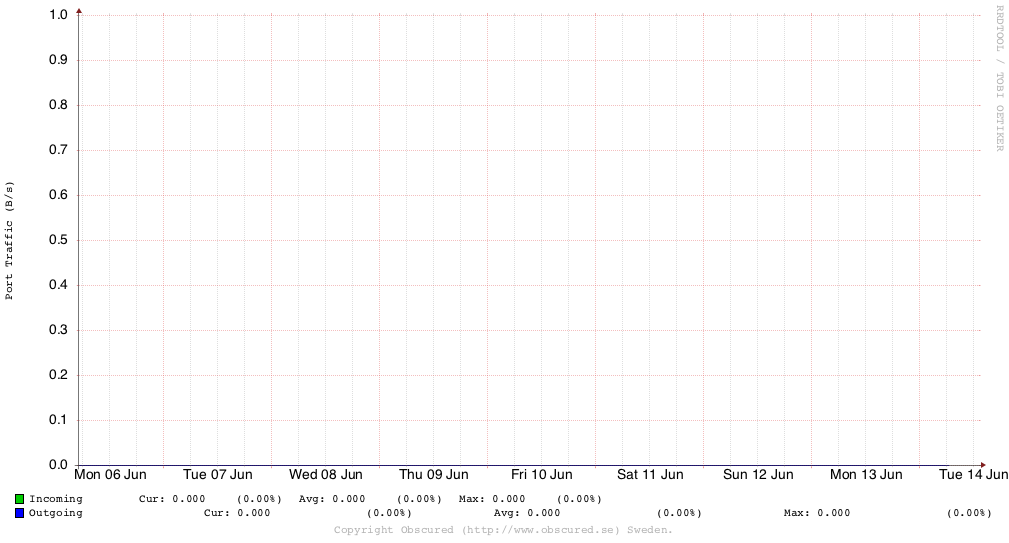 RRDTOOL / TOBI OETIKER
Port Traffic (B/s)
1.0
0.9
0.8
0.7
0.6
0.5
0.4
0.3
0.2
0.1
0.0
Mon 06 Jun Tue 07 Jun Wed 08 Jun Thu 09 Jun Fri 10 Jun Sat 11 Jun Sun 12 Jun Mon 13 Jun Tue 14 Jun
Incoming Cur: 0.000 (0.00%) Avg: 0.000 (0.00%) Max: 0.000 (0.00%)
Outgoing Cur: 0.000 (0.00%) Avg: 0.000 (0.00%) Max: 0.000 (0.00%)
Copyright Obscured (http://www.obscured.se) Sweden.